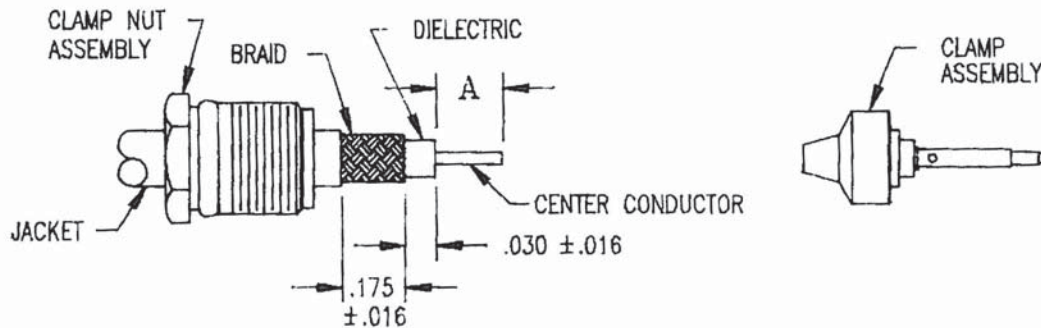 CLAMP NUT
ASSEMBLY
BRAID
DIELECTRIC
A
CLAMP
ASSEMBLY
JACKET
CENTER CONDUCTOR
.030 ±.016
.175
±.016